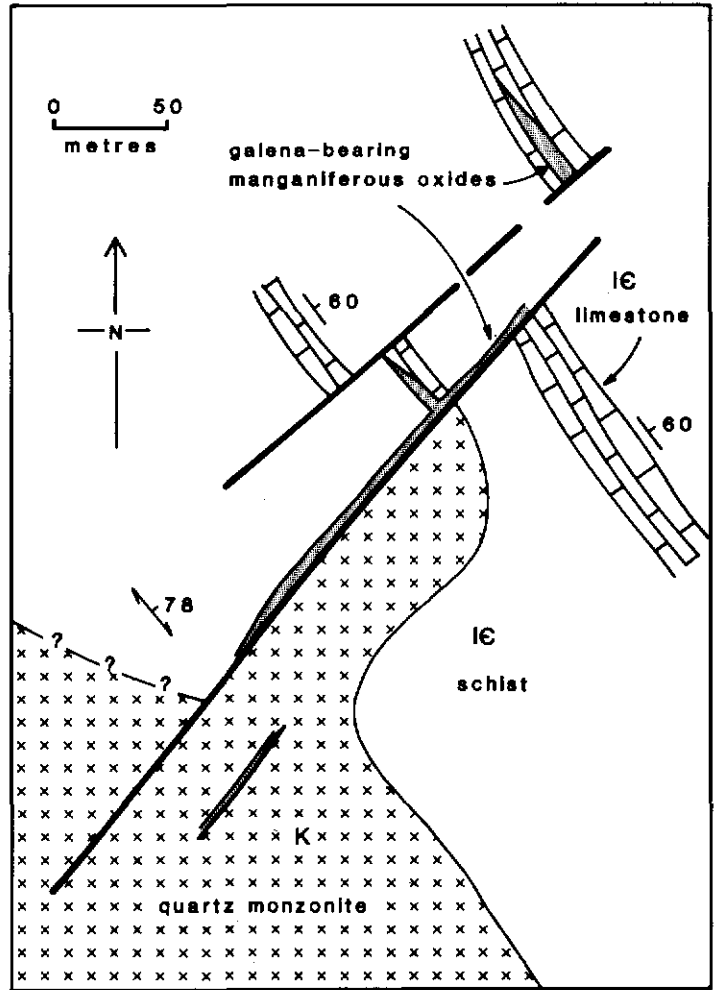 0 50
metres
galena-bearing
manganiferous oxides
N
60
lЄ
limestone
60
78
?
?
?
lЄ
schist
K
quartz monzonite